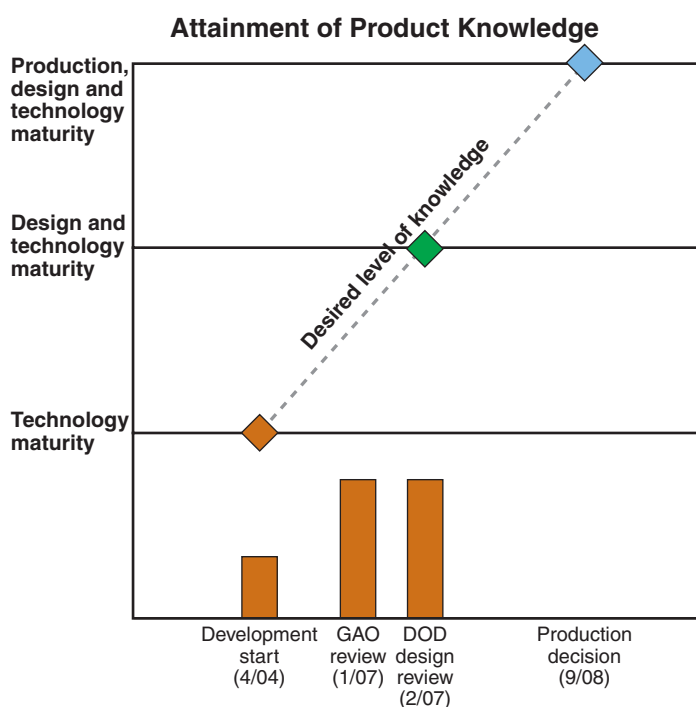 Attainment of Product Knowledge
Production,
design and
technology
maturity
Design and
technology
maturity
Technology
maturity
Desired level of knowledge
Development
start
(4/04)
GAO
review
(1/07)
DOD
design
review
(2/07)
Production
decision
(9/08)